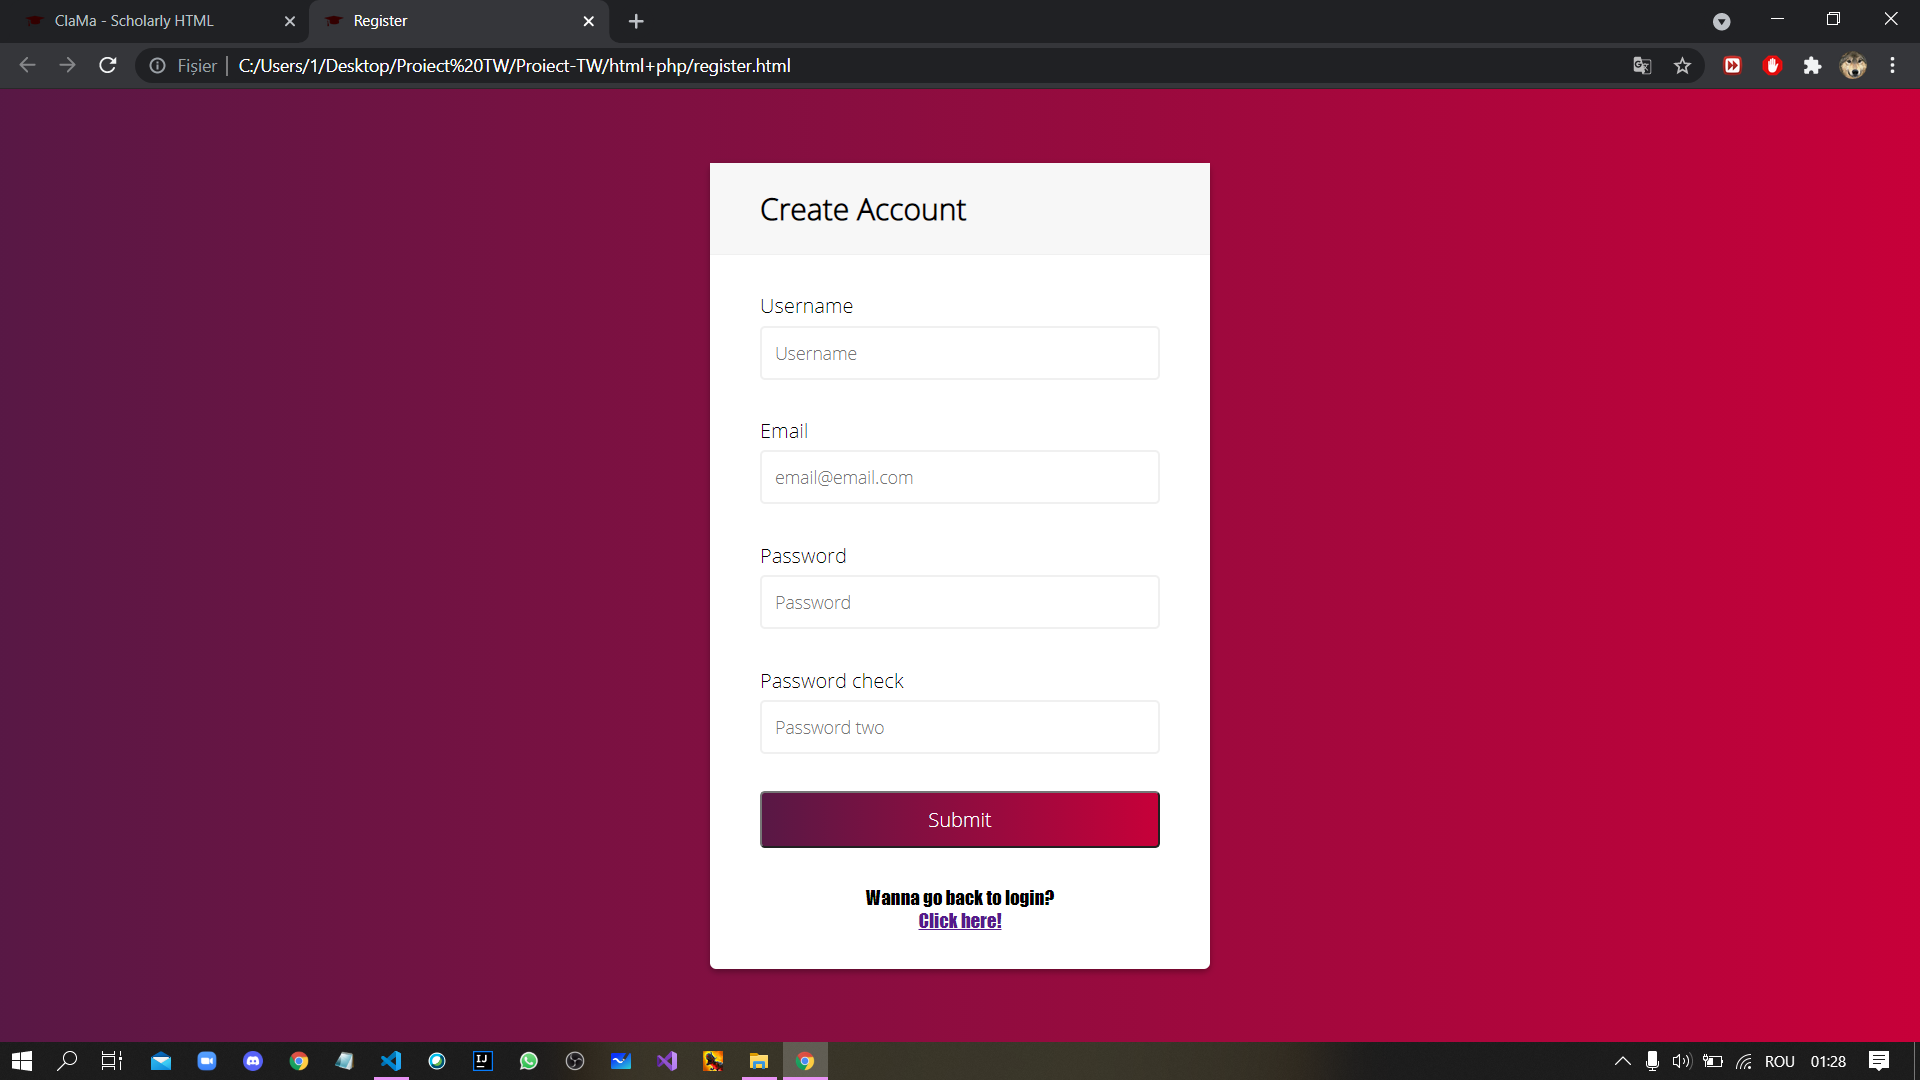 ClaMa - Scholarly HTML
Register
Fișier
C:/Users/1/Desktop/Proiect%20TW/Proiect-TW/html+php/register.html
Create Account
Username
Username
Email
email@email.com
Password
Password
Password check
Password two
Submit
Wanna go back to login?
Click here!
IJ
ROU
01:28